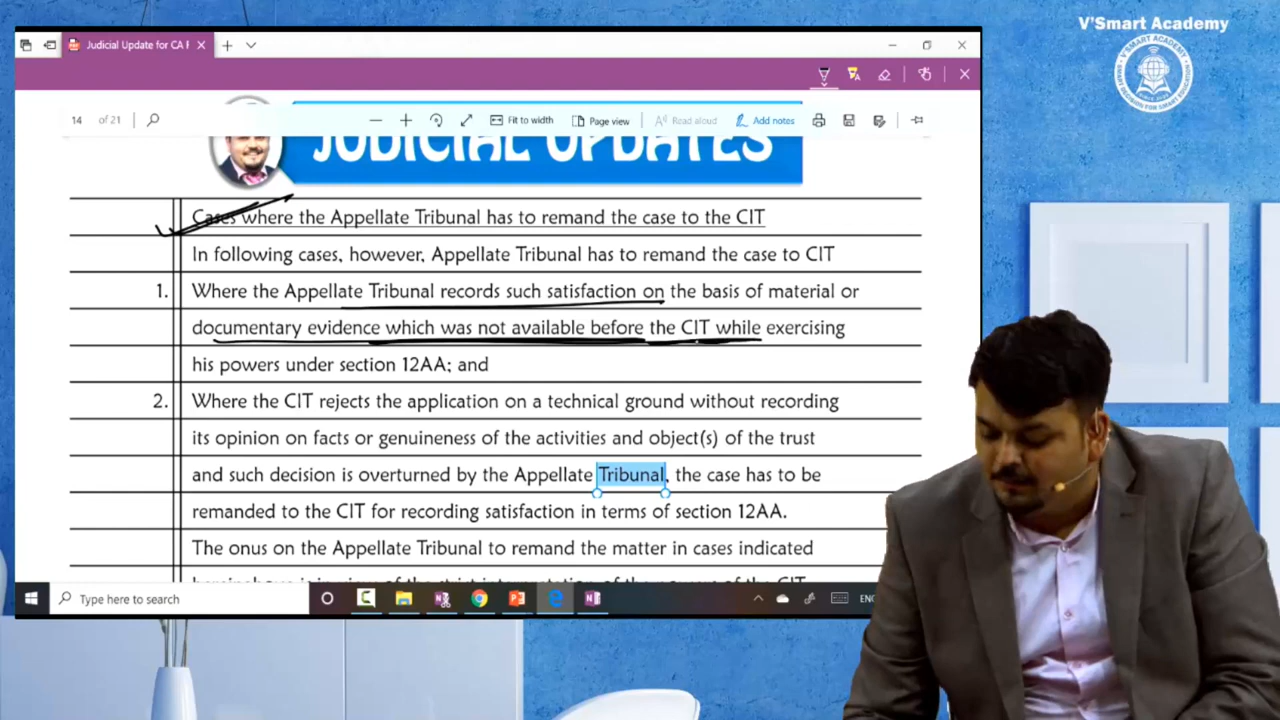 V'Smart Academy
V'SMART ACADEMY
Judicial Update for CA F
14 of 21
Fit to width
Page view
Read aloud
Add notes
JUDICIAL UPDATES
Cases where the Appellate Tribunal has to remand the case to the CIT
In following cases, however, Appellate Tribunal has to remand the case to CIT
1. Where the Appellate Tribunal records such satisfaction on the basis of material or
documentary evidence which was not available before the CIT while exercising
his powers under section 12AA; and
2. Where the CIT rejects the application on a technical ground without recording
its opinion on facts or genuineness of the activities and object(s) of the trust
and such decision is overturned by the Appellate Tribunal, the case has to be
remanded to the CIT for recording satisfaction in terms of section 12AA.
The onus on the Appellate Tribunal to remand the matter in cases indicated
Type here to search
ENG